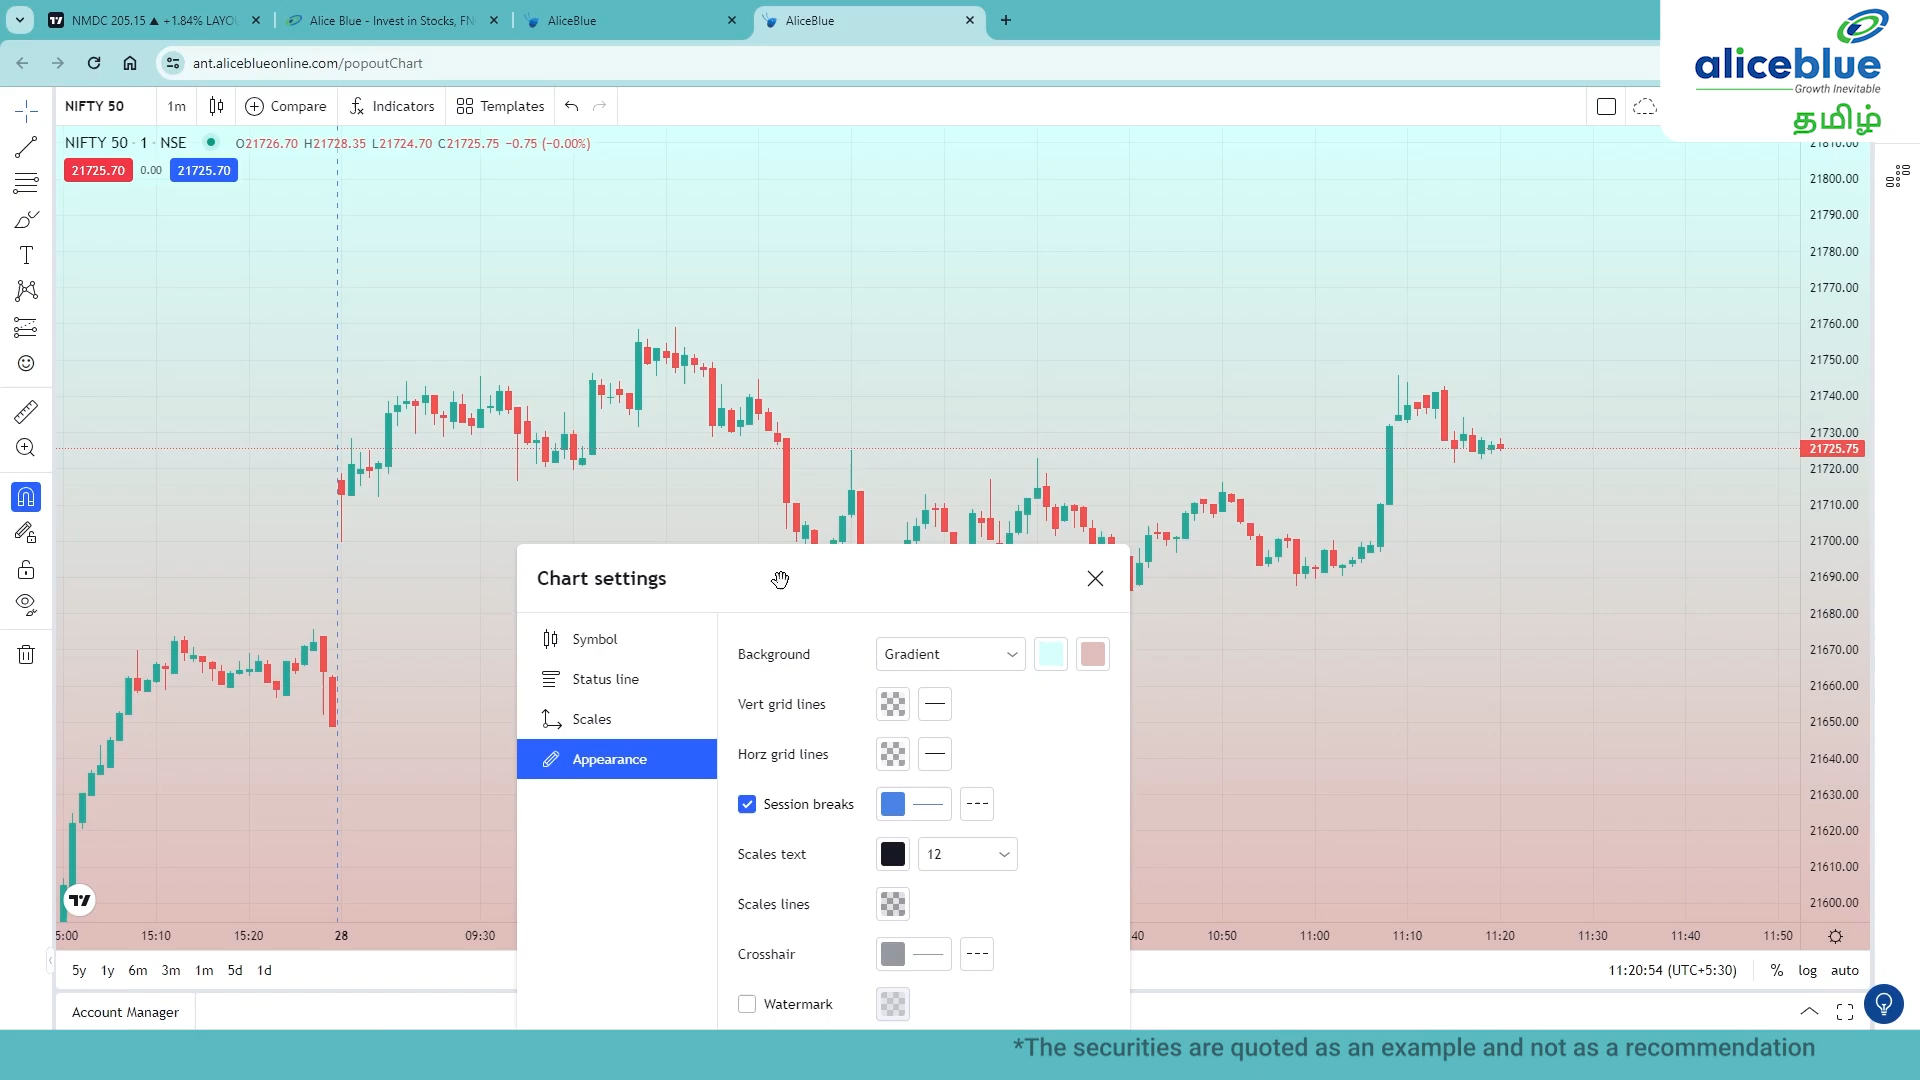 NMDC 205.15 ▲ +1.84% LAYOU
Alice Blue - Invest in Stocks, FN
AliceBlue
AliceBlue
ant.aliceblueonline.com/popoutChart
aliceblue
Growth Inevitable
தமிழ்
NIFTY 50
1m
Compare
Indicators
Templates
NIFTY 50 · 1 · NSE
O21726.70 H21728.35 L21724.70 C21725.75 −0.75 (−0.00%)
21725.70
0.00
21725.70
21810.00
21800.00
21790.00
21780.00
21770.00
21760.00
21750.00
21740.00
21730.00
21725.75
21720.00
21710.00
21700.00
21690.00
21680.00
21670.00
21660.00
21650.00
21640.00
21630.00
21620.00
21610.00
21600.00
Chart settings
Symbol
Status line
Scales
Appearance
Background
Gradient
Vert grid lines
Horz grid lines
Session breaks
Scales text
12
Scales lines
Crosshair
Watermark
5:00
15:10
15:20
28
09:30
:40
10:50
11:00
11:10
11:20
11:30
11:40
11:50
5y
1y
6m
3m
1m
5d
1d
11:20:54 (UTC+5:30)
%
log
auto
Account Manager
*The securities are quoted as an example and not as a recommendation